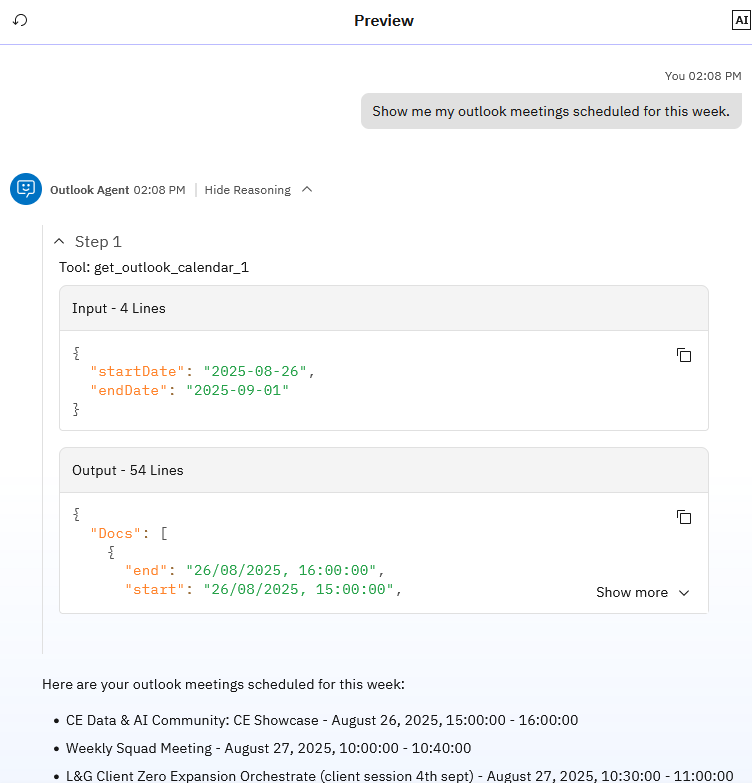 Preview
AI
You 02:08 PM
Show me my outlook meetings scheduled for this week.
Outlook Agent 02:08 PM | Hide Reasoning
Step 1
Tool: get_outlook_calendar_1
Input - 4 Lines
{
"startDate": "2025-08-26",
"endDate": "2025-09-01"
}
Output - 54 Lines
{
"Docs": [
{
"end": "26/08/2025, 16:00:00",
"start": "26/08/2025, 15:00:00",
Show more
Here are your outlook meetings scheduled for this week:
• CE Data & AI Community: CE Showcase - August 26, 2025, 15:00:00 - 16:00:00
• Weekly Squad Meeting - August 27, 2025, 10:00:00 - 10:40:00
• L&G Client Zero Expansion Orchestrate (client session 4th sept) - August 27, 2025, 10:30:00 - 11:00:00